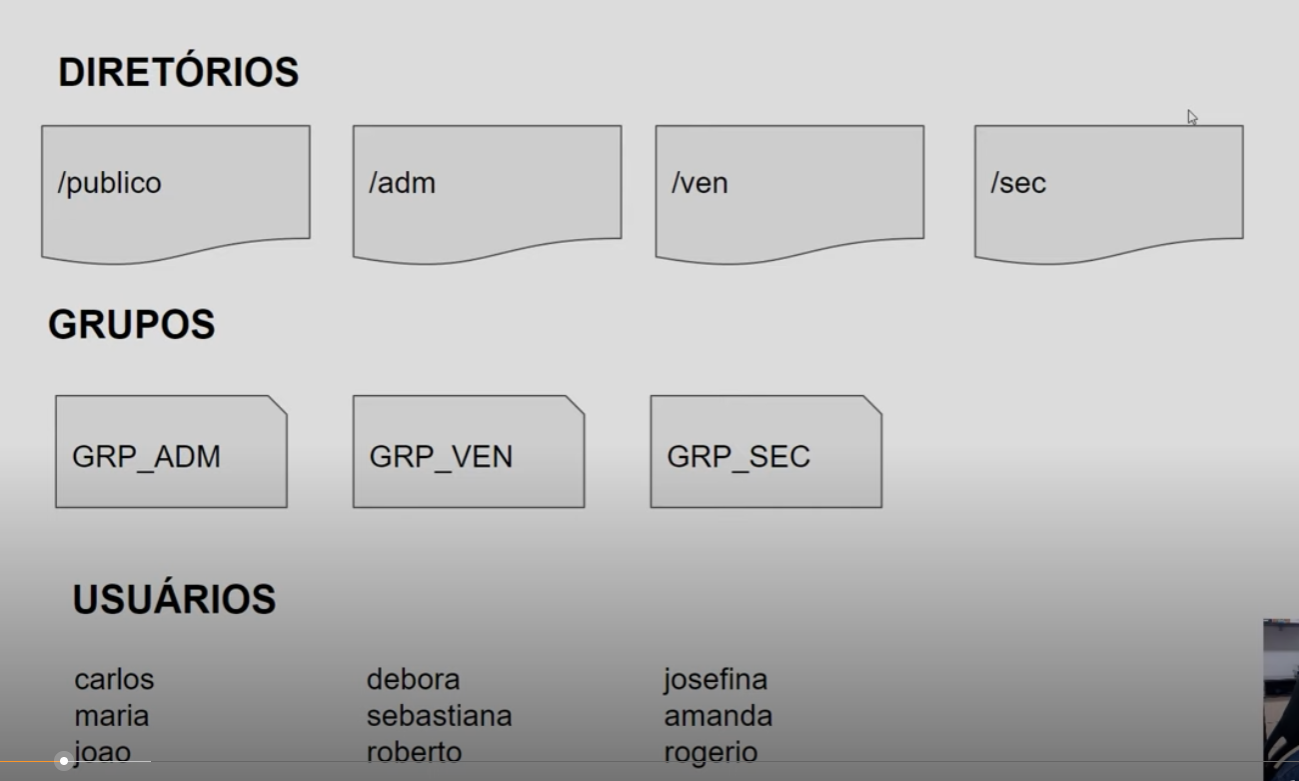 DIRETÓRIOS
/publico
/adm
/ven
/sec
GRUPOS
GRP_ADM
GRP_VEN
GRP_SEC
USUÁRIOS
carlos
debora
josefina
maria
sebastiana
amanda
joao
roberto
rogerio